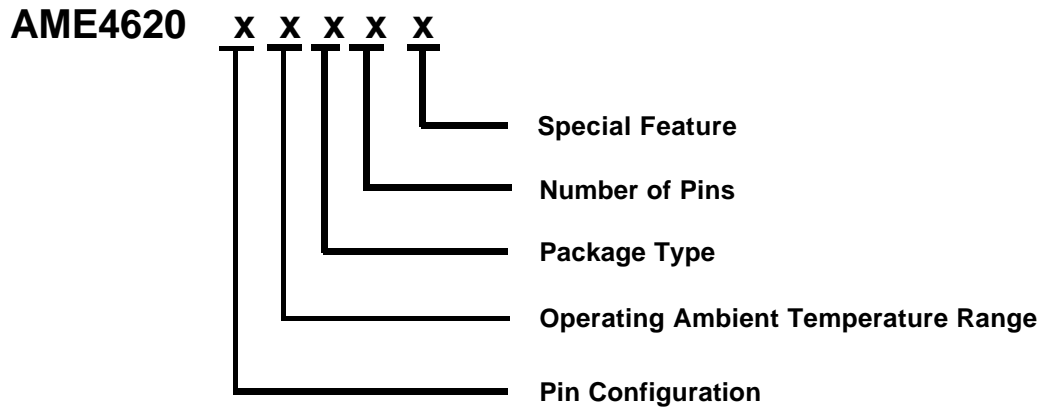 AME4620 x x x x x
Special Feature
Number of Pins
Package Type
Operating Ambient Temperature Range
Pin Configuration